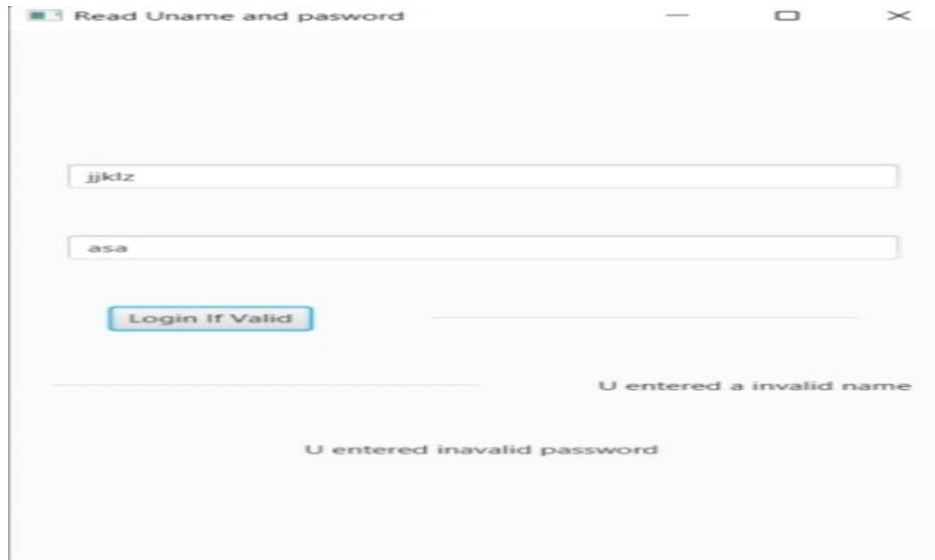 Read Uname and pasword
jjklz
asa
Login If Valid
U entered a invalid name
U entered inavalid password